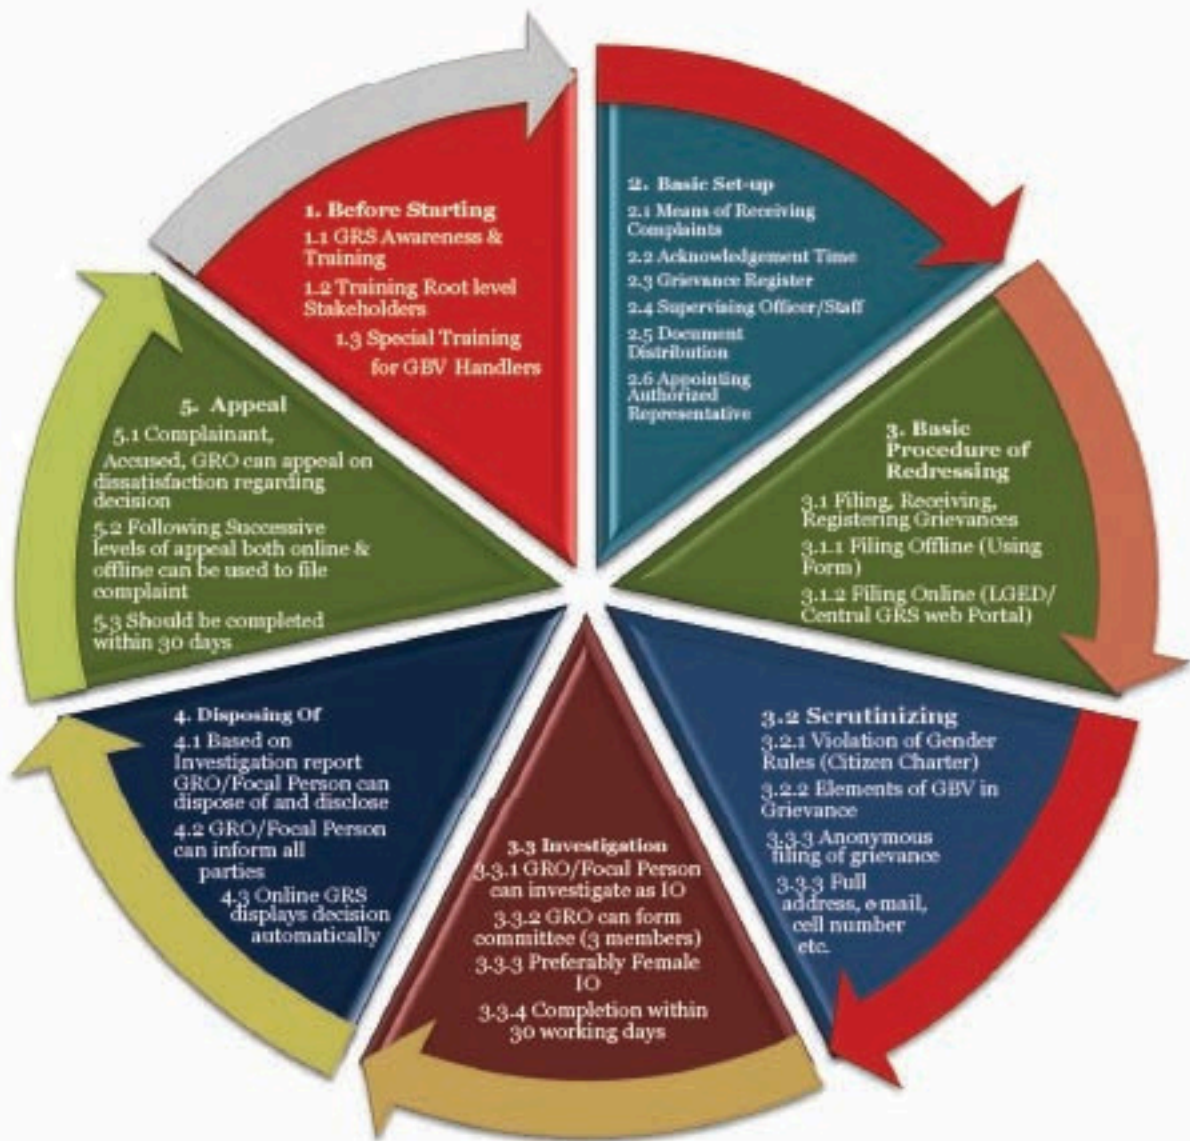 1. Before Starting
1.1 GRS Awareness &
Training
1.2 Training Root level
Stakeholders
1.3 Special Training
for GBV Handlers
2. Basic Set-up
2.1 Means of Receiving
Complaints
2.2 Acknowledgement Time
2.3 Grievance Register
2.4 Supervising Officer/Staff
2.5 Document
Distribution
2.6 Appointing
Authorized
Representative
3. Basic
Procedure of
Redressing
3.1 Filing, Receiving,
Registering Grievances
3.1.1 Filing Offline (Using
Form)
3.1.2 Filing Online (LGED/
Central GRS web Portal)
3.2 Scrutinizing
3.2.1 Violation of Gender
Rules (Citizen Charter)
3.2.2 Elements of GBV in
Grievance
3.3.3 Anonymous
filing of grievance
3.3.3 Full
address, e-mail,
cell number
etc.
3.3 Investigation
3.3.1 GRO/Focal Person
can investigate as IO
3.3.2 GRO can form
committee (3 members)
3.3.3 Preferably Female
IO
3.3.4 Completion within
30 working days
4. Disposing Of
4.1 Based on
Investigation report
GRO/Focal Person can
dispose of and disclose
4.2 GRO/Focal Person
can inform all
parties
4.3 Online GRS
displays decision
automatically
5. Appeal
5.1 Complainant,
Accused, GRO can appeal on
dissatisfaction regarding
decision
5.2 Following Successive
levels of appeal both online &
offline can be used to file
complaint
5.3 Should be completed
within 30 days